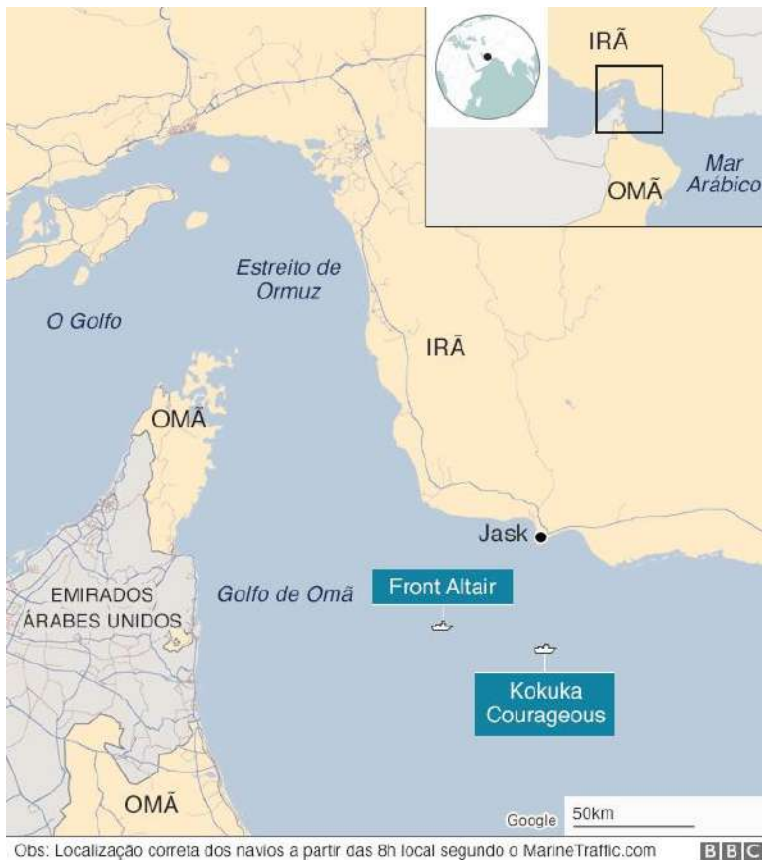 IRÃ
Mar
Arábico
OMÃ
Estreito de
Ormuz
O Golfo
IRÃ
OMÃ
Jask
Front Altair
EMIRADOS
ÁRABES UNIDOS
Golfo de Omã
Kokuka
Courageous
OMÃ
Google
50km
Obs: Localização correta dos navios a partir das 8h local segundo o MarineTraffic.com
BBC